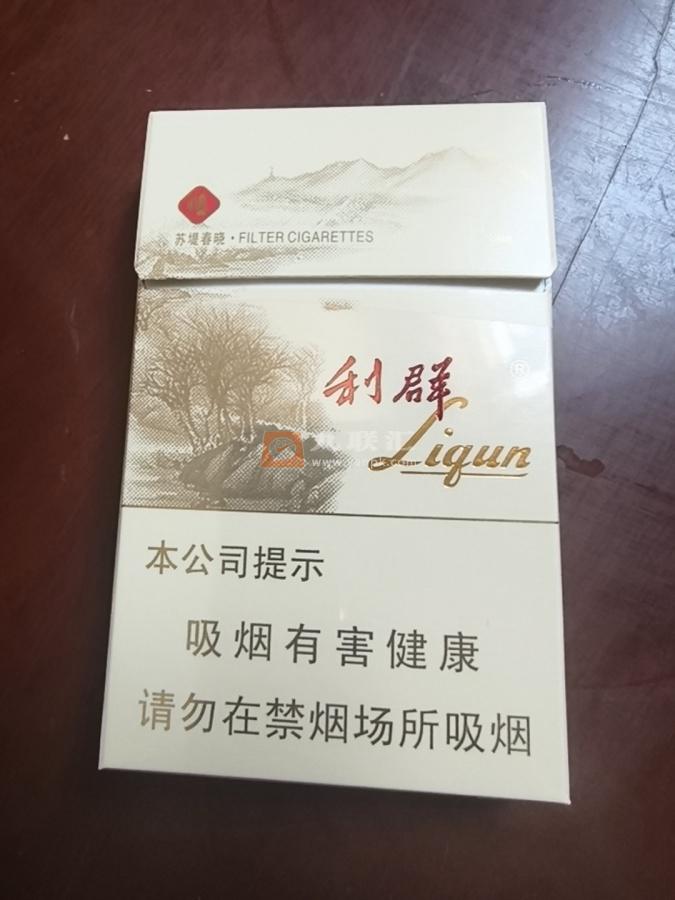 苏堤春晓·FILTER CIGARETTES
利群
®
Liqun
本公司提示
吸烟有害健康
请勿在禁烟场所吸烟